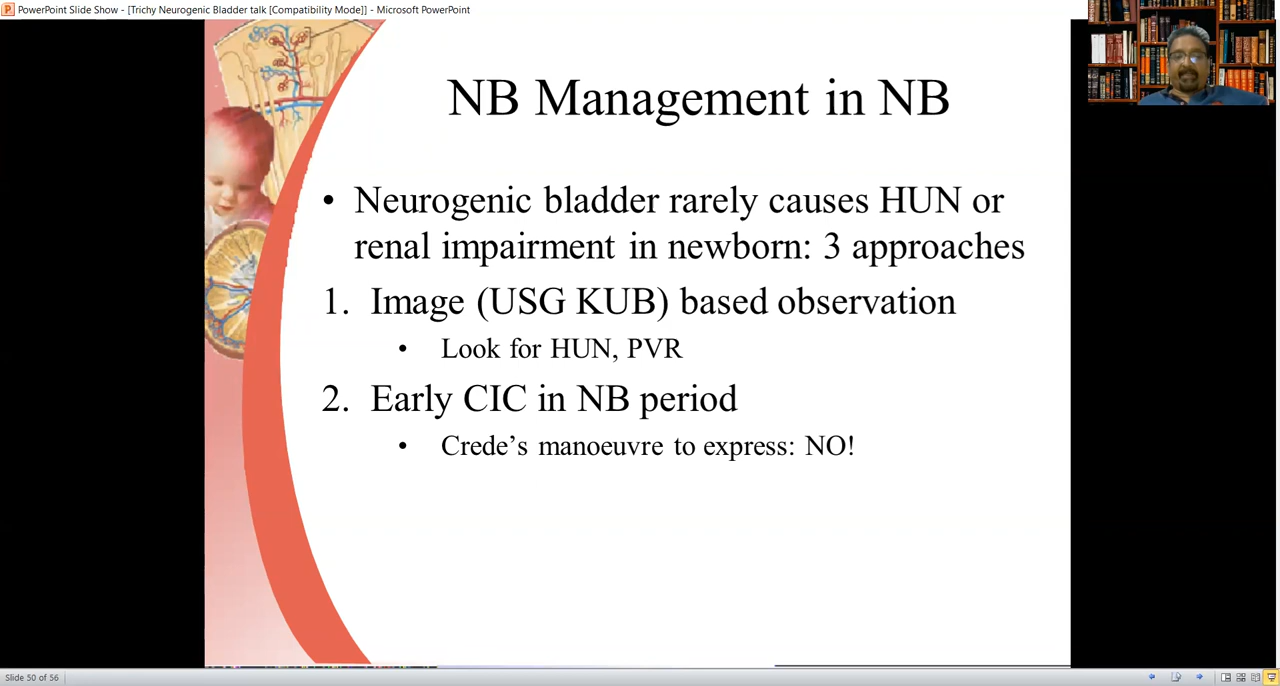 PowerPoint Slide Show - [Trichy Neurogenic Bladder talk [Compatibility Mode]] - Microsoft PowerPoint
NB Management in NB
• Neurogenic bladder rarely causes HUN or
renal impairment in newborn: 3 approaches
1. Image (USG KUB) based observation
• Look for HUN, PVR
2. Early CIC in NB period
• Crede’s manoeuvre to express: NO!
Slide 50 of 56